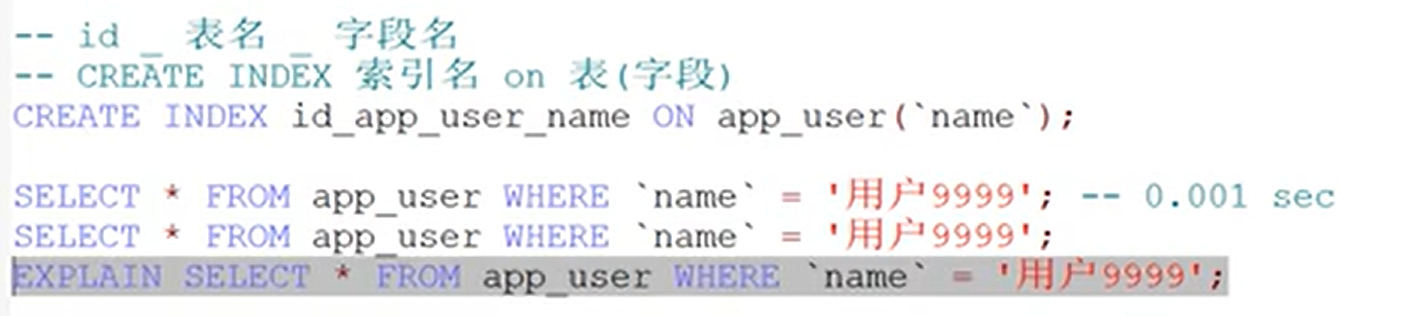 -- id _ 表名 _ 字段名
-- CREATE INDEX 索引名 on 表(字段)
CREATE INDEX id_app_user_name ON app_user(`name`);
SELECT * FROM app_user WHERE `name` = '用户9999'; -- 0.001 sec
SELECT * FROM app_user WHERE `name` = '用户9999';
EXPLAIN SELECT * FROM app_user WHERE `name` = '用户9999';